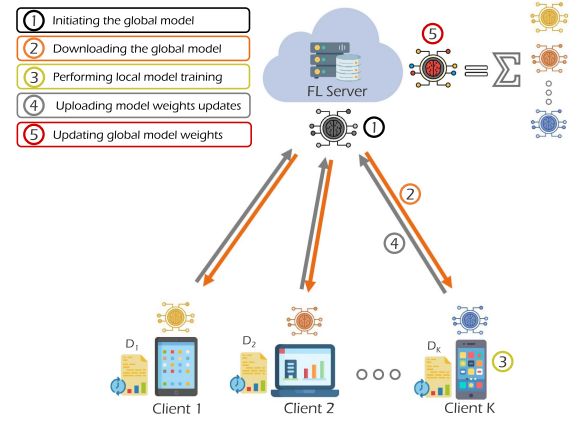 1 Initiating the global model
2 Downloading the global model
3 Performing local model training
4 Uploading model weights updates
5 Updating global model weights
FL Server
5
= Σ
1
2
4
D1
D2
DK
3
Client 1
Client 2
Client K